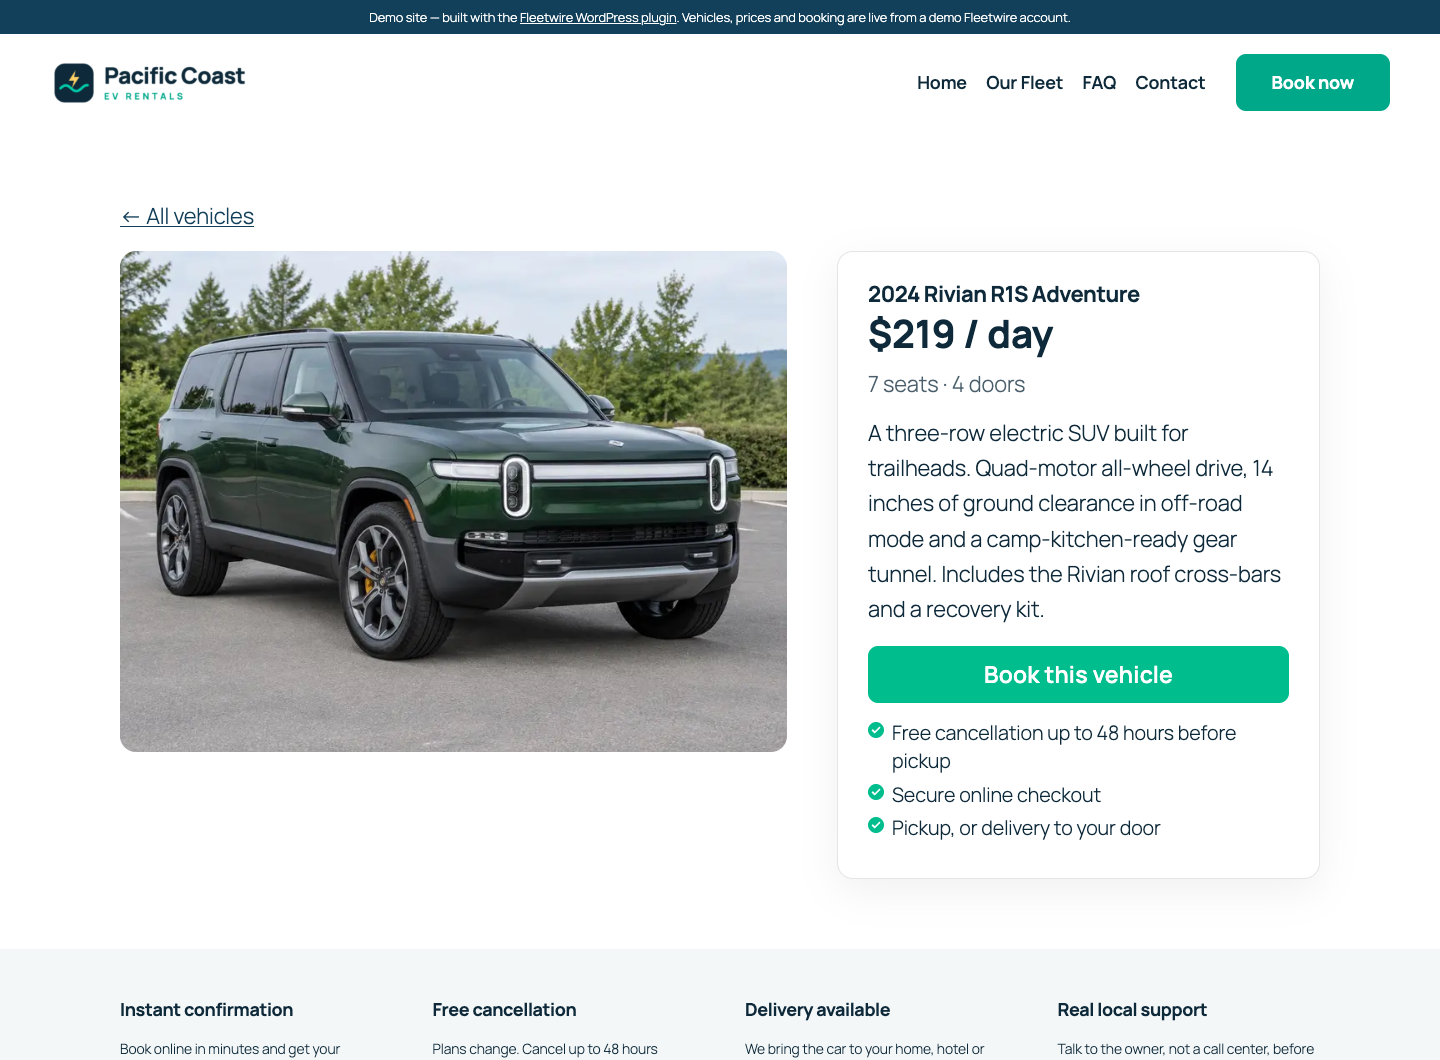 Demo site — built with the Fleetwire WordPress plugin. Vehicles, prices and booking are live from a demo Fleetwire account.
Pacific Coast
EV RENTALS
Home Our Fleet FAQ Contact Book now
← All vehicles
2024 Rivian R1S Adventure
$219 / day
7 seats · 4 doors
A three-row electric SUV built for
trailheads. Quad-motor all-wheel drive, 14
inches of ground clearance in off-road
mode and a camp-kitchen-ready gear
tunnel. Includes the Rivian roof cross-bars
and a recovery kit.
Book this vehicle
Free cancellation up to 48 hours before
pickup
Secure online checkout
Pickup, or delivery to your door
Instant confirmation
Book online in minutes and get your
Free cancellation
Plans change. Cancel up to 48 hours
Delivery available
We bring the car to your home, hotel or
Real local support
Talk to the owner, not a call center, before